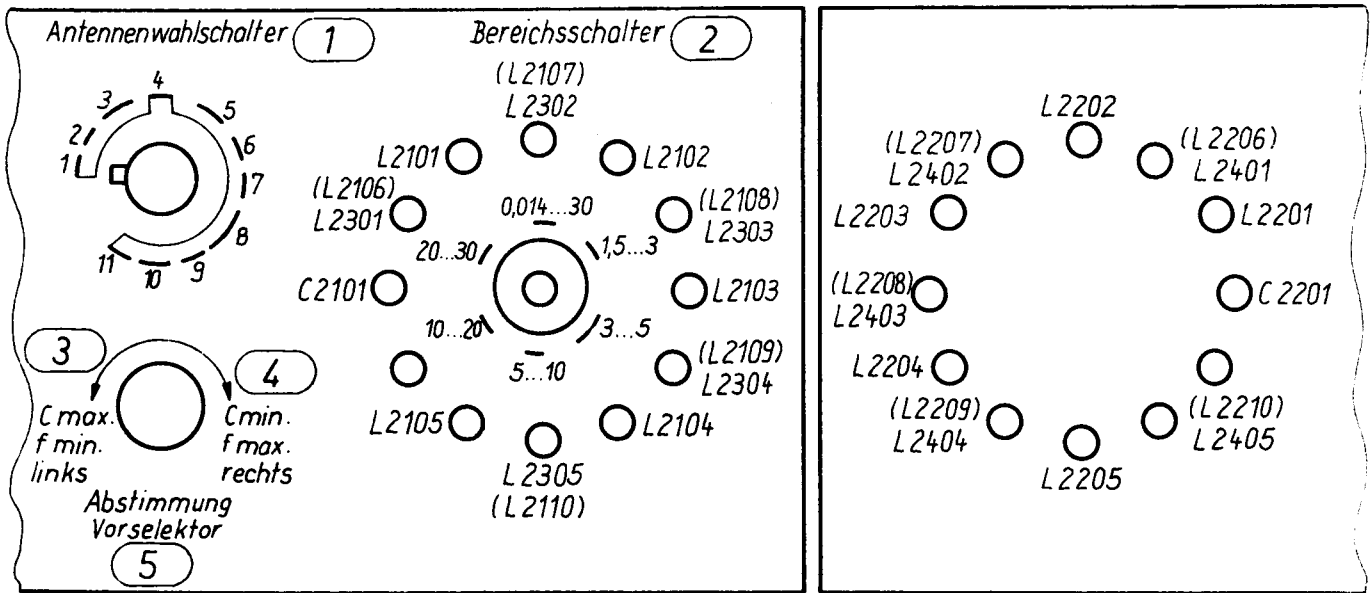 Antennenwahlschalter 1
1
2
3
4
5
6
7
8
9
10
11
3
4
C max.
f min.
links
C min.
f max.
rechts
Abstimmung
Vorselektor
5
Bereichsschalter 2
(L2107)
L2302
L2101
L2102
(L2106)
L2301
(L2108)
L2303
0,014...30
20...30
1,5...3
C2101
L2103
10...20
3...5
5...10
(L2109)
L2304
L2105
L2104
L2305
(L2110)
L2202
(L2207)
L2402
(L2206)
L2401
L2203
L2201
(L2208)
L2403
C2201
L2204
(L2209)
L2404
(L2210)
L2405
L2205